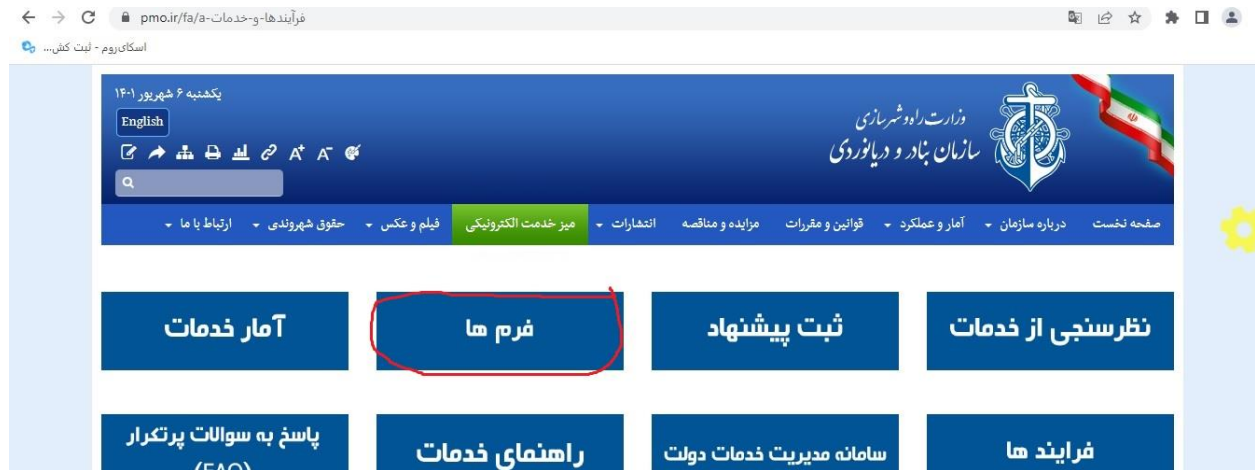 pmo.ir/fa/a-فرآیندها-و-خدمات
اسکای‌روم - ثبت کش...
یکشنبه ۶ شهریور ۱۴۰۱
English
A+ A-
وزارت راه و شهرسازی
سازمان بنادر و دریانوردی
صفحه نخست درباره سازمان آمار و عملکرد قوانین و مقررات مزایده و مناقصه انتشارات میز خدمت الکترونیکی فیلم و عکس حقوق شهروندی ارتباط با ما
نظرسنجی از خدمات
ثبت پیشنهاد
فرم ها
آمار خدمات
فرایند ها
سامانه مدیریت خدمات دولت
راهنمای خدمات
پاسخ به سوالات پرتکرار
(FAQ)